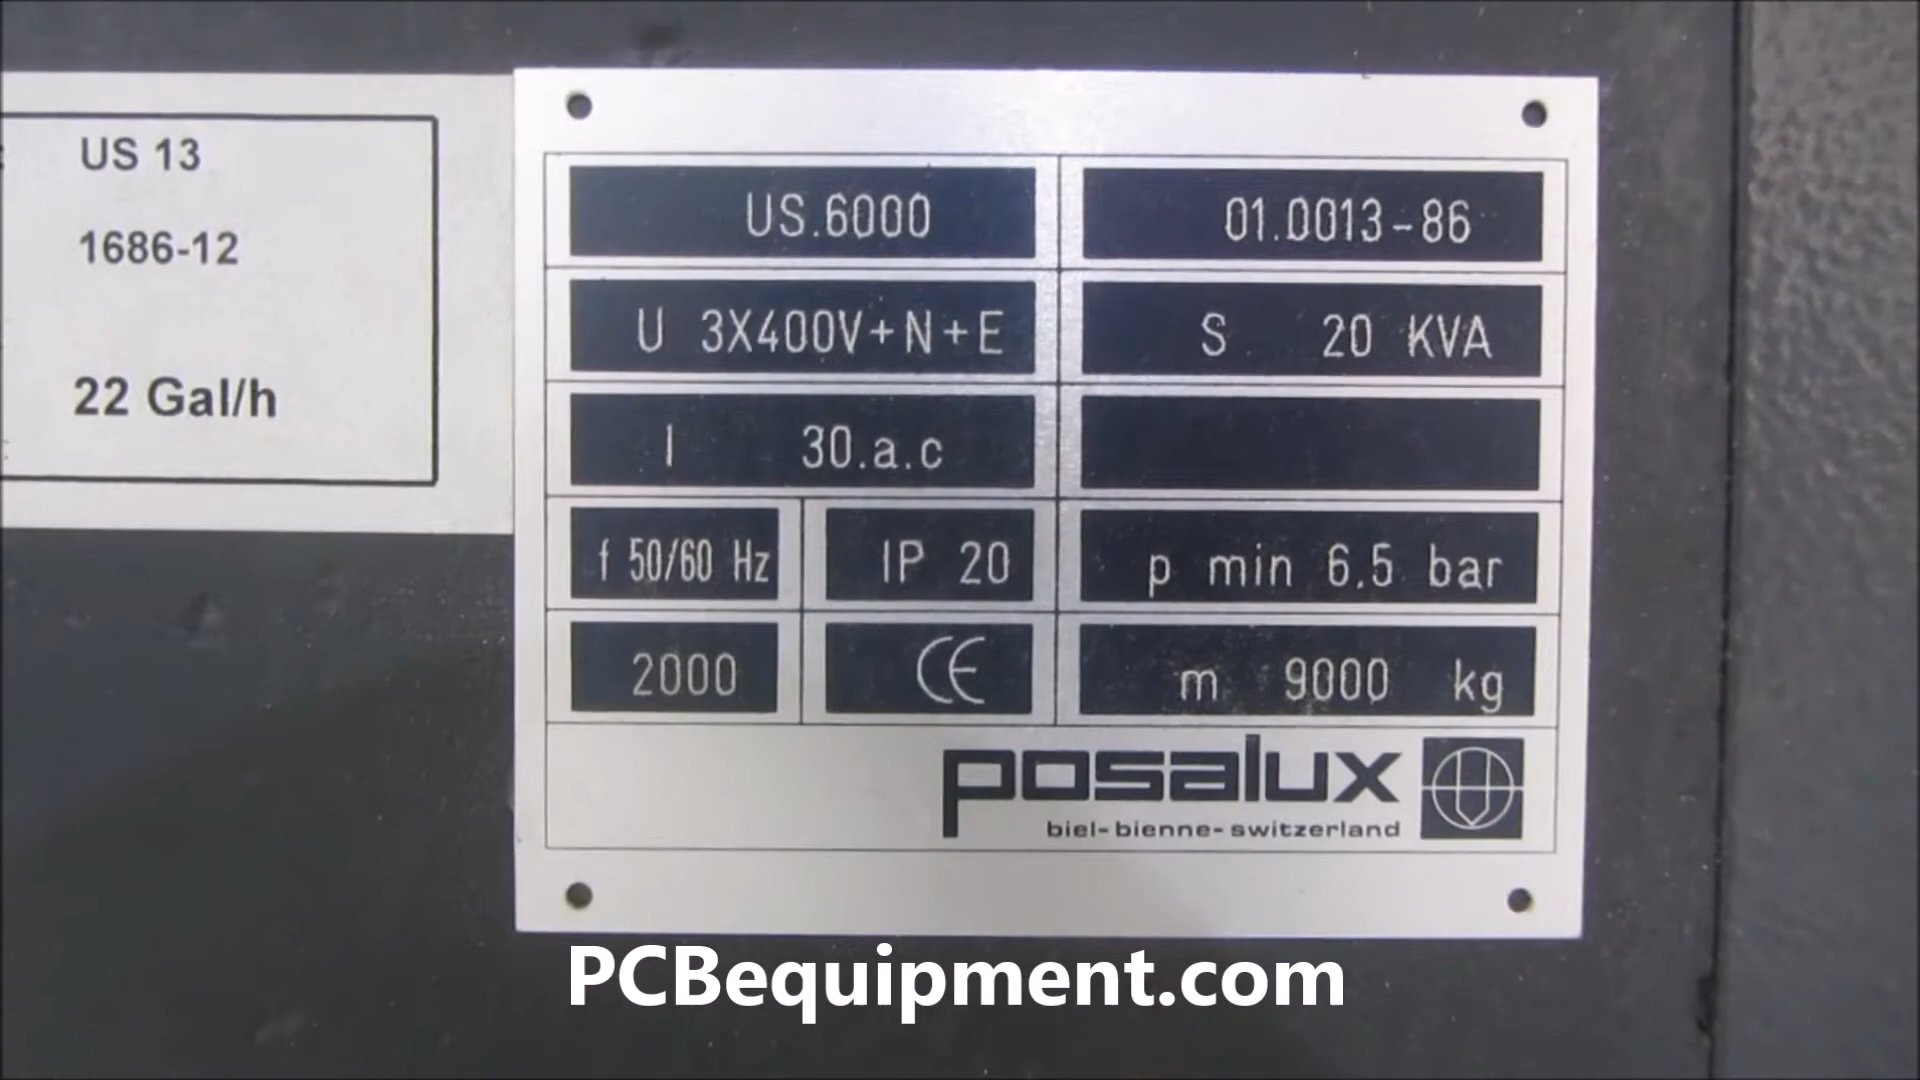 US 13
1686-12
22 Gal/h
US.6000
01.0013-86
U 3X400V+N+E
S 20 KVA
I 30.a.c
f 50/60 Hz
IP 20
p min 6.5 bar
2000
CE
m 9000 kg
posalux
biel-bienne-switzerland
PCBequipment.com